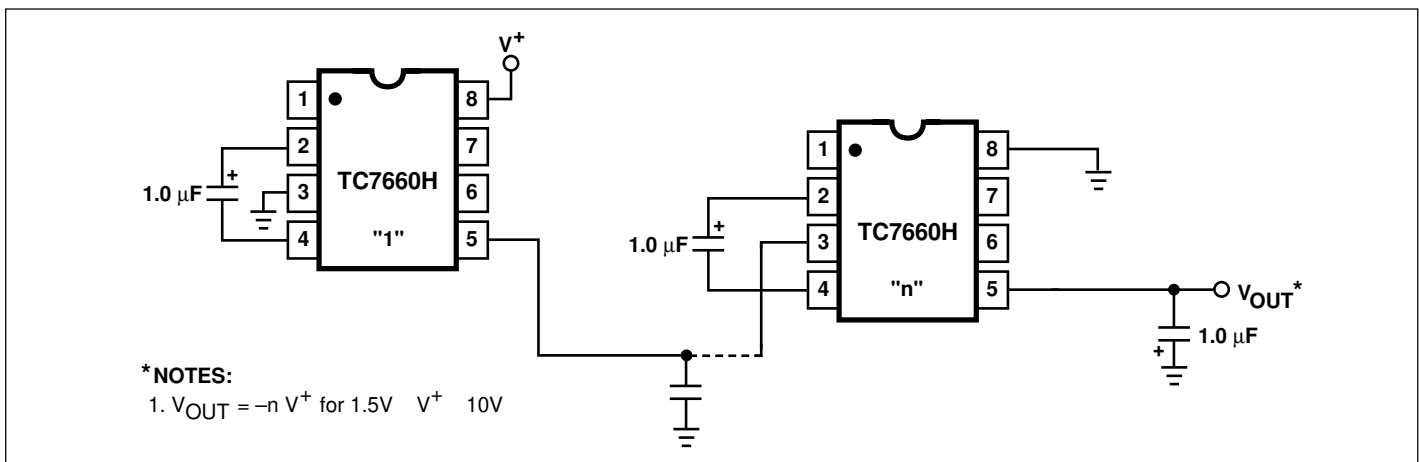 V+
1
2
3
4
TC7660H
"1"
8
7
6
5
+
1.0 µF
1
2
3
4
TC7660H
"n"
8
7
6
5
+
1.0 µF
VOUT*
1.0 µF
+
*NOTES:
1. VOUT = –n V+ for 1.5V V+ 10V